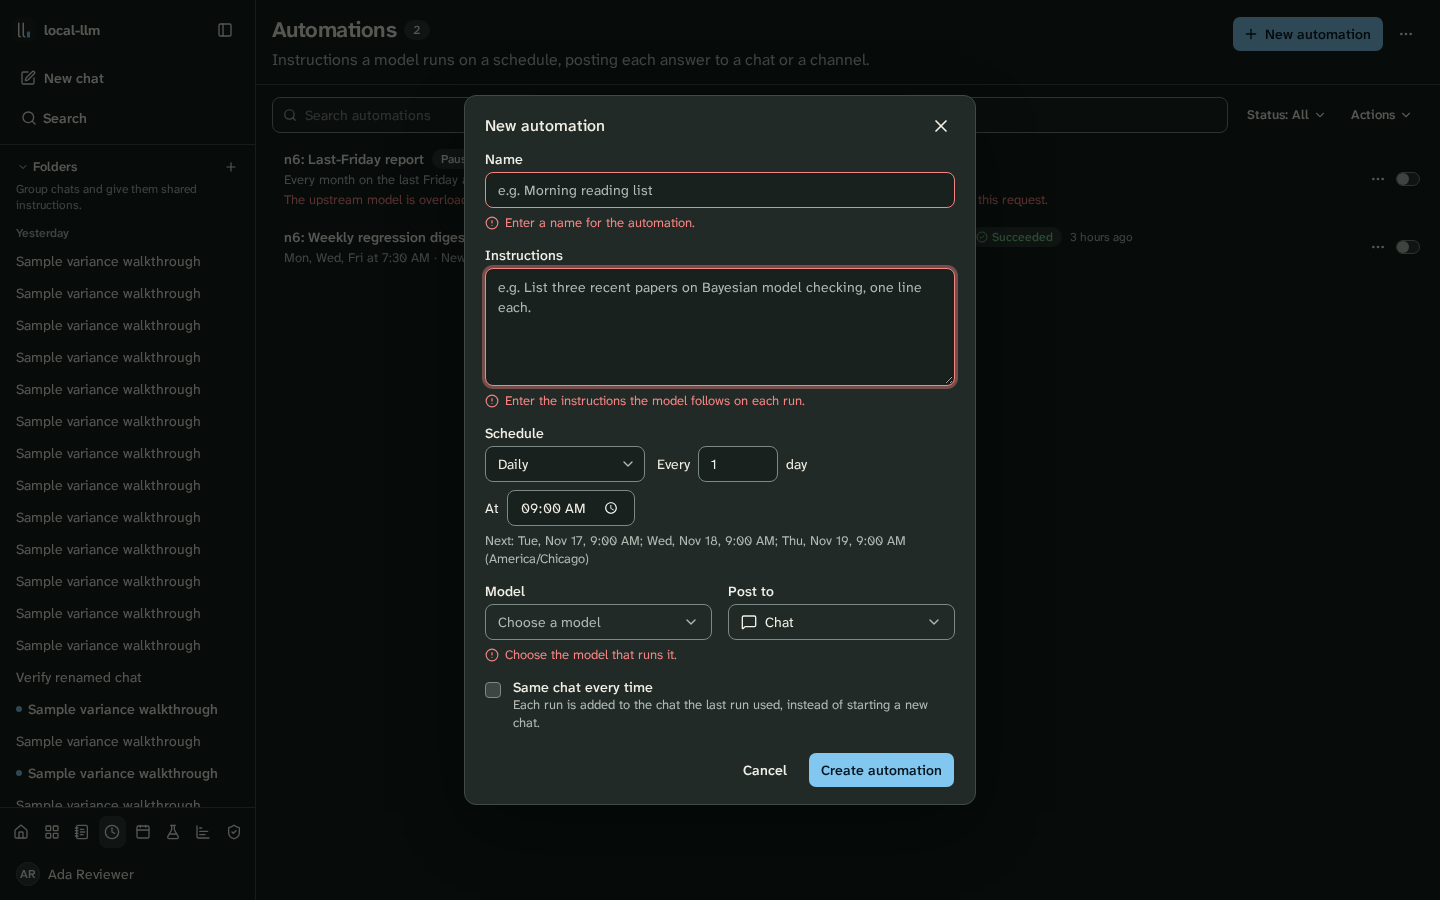 local-llm
New chat
Search
Folders
Group chats and give them shared
instructions.
Yesterday
Sample variance walkthrough
Sample variance walkthrough
Sample variance walkthrough
Sample variance walkthrough
Sample variance walkthrough
Sample variance walkthrough
Sample variance walkthrough
Sample variance walkthrough
Sample variance walkthrough
Sample variance walkthrough
Sample variance walkthrough
Sample variance walkthrough
Sample variance walkthrough
Verify renamed chat
Sample variance walkthrough
Sample variance walkthrough
Sample variance walkthrough
Sample variance walkthrough
AR Ada Reviewer
Automations 2
Instructions a model runs on a schedule, posting each answer to a chat or a channel.
New automation
Search automations
Status: All
Actions
n6: Last-Friday report
Every month on the last Friday
The upstream model is
this request.
n6: Weekly regression
Succeeded 3 hours ago
Mon, Wed, Fri at 7:30 AM · New
New automation
Name
e.g. Morning reading list
Enter a name for the automation.
Instructions
e.g. List three recent papers on Bayesian model checking, one line
each.
Enter the instructions the model follows on each run.
Schedule
Daily Every 1 day
At 09:00 AM
Next: Tue, Nov 17, 9:00 AM; Wed, Nov 18, 9:00 AM; Thu, Nov 19, 9:00 AM
(America/Chicago)
Model Post to
Choose a model Chat
Choose the model that runs it.
Same chat every time
Each run is added to the chat the last run used, instead of starting a new
chat.
Cancel Create automation